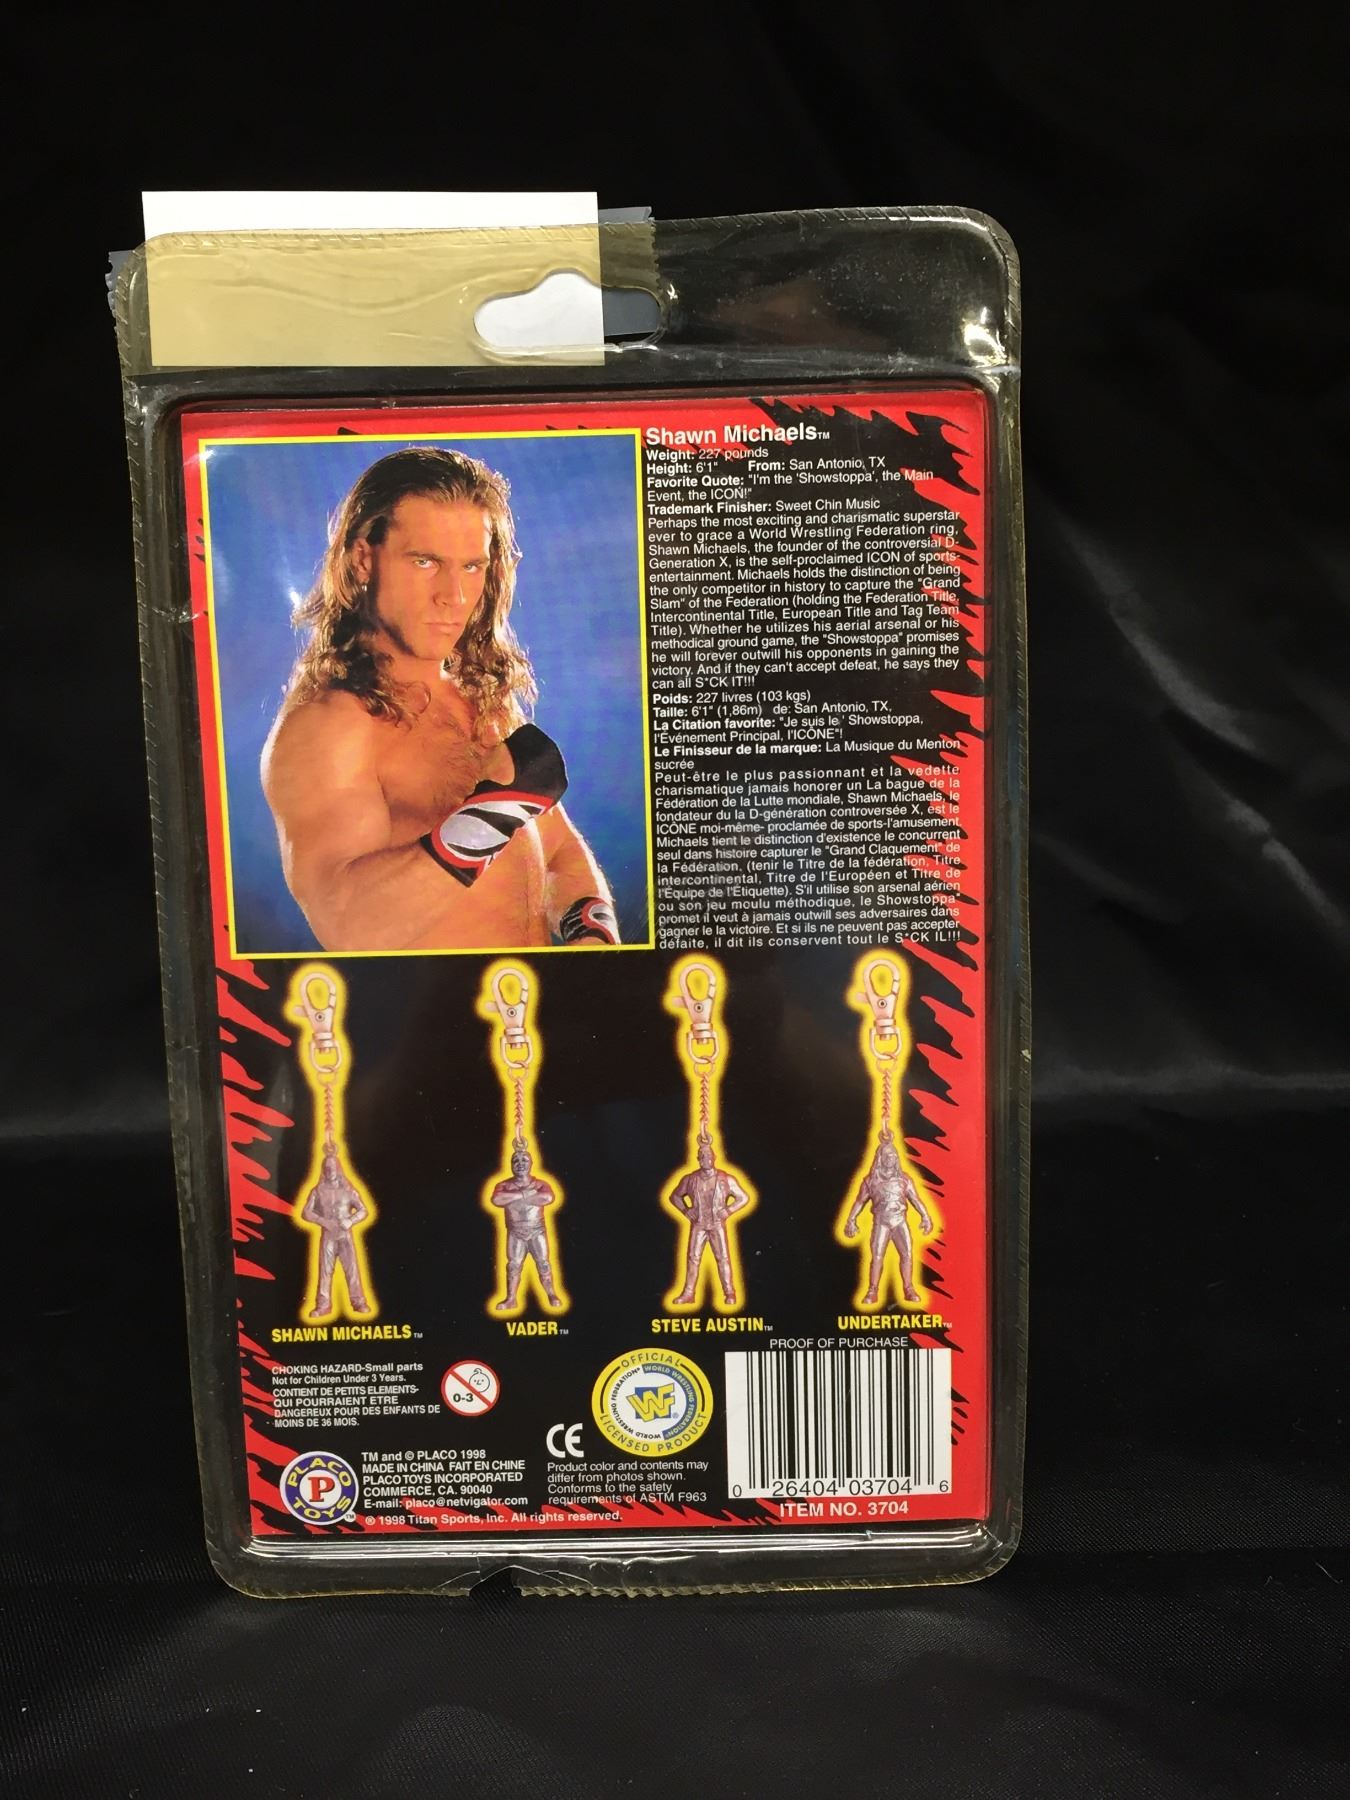 Shawn Michaels™
Weight: 227 pounds
Height: 6'1" From: San Antonio, TX
Favorite Quote: "I'm the 'Showstoppa', the Main
Event, the ICON!"
Trademark Finisher: Sweet Chin Music
Perhaps the most exciting and charismatic superstar
ever to grace a World Wrestling Federation ring,
Shawn Michaels, the founder of the controversial D-
Generation X, is the self-proclaimed ICON of sports-
entertainment. Michaels holds the distinction of being
the only competitor in history to capture the "Grand
Slam" of the Federation (holding the Federation Title,
Intercontinental Title, European Title and Tag Team
Title). Whether he utilizes his aerial arsenal or his
methodical ground game, the "Showstoppa" promises
he will forever outwill his opponents in gaining the
victory. And if they can't accept defeat, he says they
can all S*CK IT!!!
Poids: 227 livres (103 kgs)
Taille: 6'1" (1,86m) de: San Antonio, TX,
La Citation favorite: "Je suis le ' Showstoppa,
l'Événement Principal, l'ICÔNE"!
Le Finisseur de la marque: La Musique du Menton
sucrée
Peut-être le plus passionnant et la vedette
charismatique jamais honorer un La bague de la
Fédération de la Lutte mondiale, Shawn Michaels, le
fondateur du la D-génération controversée X, est le
ICÔNE moi-même- proclamée de sports-l'amusement.
Michaels tient le distinction d'existence le concurrent
seul dans histoire capturer le "Grand Claquement" de
la Fédération, (tenir le Titre de la fédération, Titre
intercontinental, Titre de l'Européen et Titre de
l'Équipe de l'Étiquette). S'il utilise son arsenal aérien
ou son jeu moulu méthodique, le Showstoppa"
promet il veut à jamais outwill ses adversaires dans
gagner le la victoire. Et si ils ne peuvent pas accepter
défaite, il dit ils conservent tout le S*CK IL!!!
SHAWN MICHAELS™
VADER™
STEVE AUSTIN™
UNDERTAKER™
PROOF OF PURCHASE
CHOKING HAZARD-Small parts
Not for Children Under 3 Years.
CONTIENT DE PETITS ELEMENTS-
QUI POURRAIENT ETRE
DANGEREUX POUR DES ENFANTS DE
MOINS DE 36 MOIS.
0-3
OFFICIAL
WORLD WRESTLING FEDERATION
WORLD WRESTLING FEDERATION
WF
LICENSED PRODUCT
CE
Product color and contents may
differ from photos shown.
Conforms to the safety
requirements of ASTM F963
PLACO
P
TOYS™
TM and © PLACO 1998
MADE IN CHINA FAIT EN CHINE
PLACO TOYS INCORPORATED
COMMERCE, CA. 90040
E-mail: placo@netvigator.com
® 1998 Titan Sports, Inc. All rights reserved.
0 26404 03704 6
ITEM NO. 3704